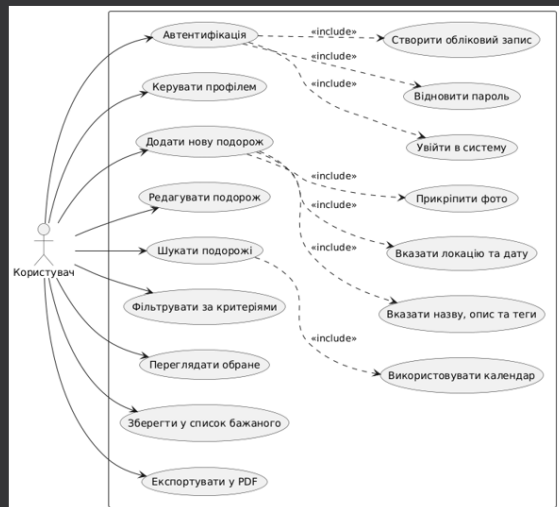 Автентифікація
«include»
Створити обліковий запис
«include»
Відновити пароль
«include»
Увійти в систему
Керувати профілем
Додати нову подорож
«include»
Прикріпити фото
«include»
Вказати локацію та дату
«include»
Вказати назву, опис та теги
Редагувати подорож
Користувач
Шукати подорожі
«include»
Використовувати календар
Фільтрувати за критеріями
Переглядати обране
Зберегти у список бажаного
Експортувати у PDF